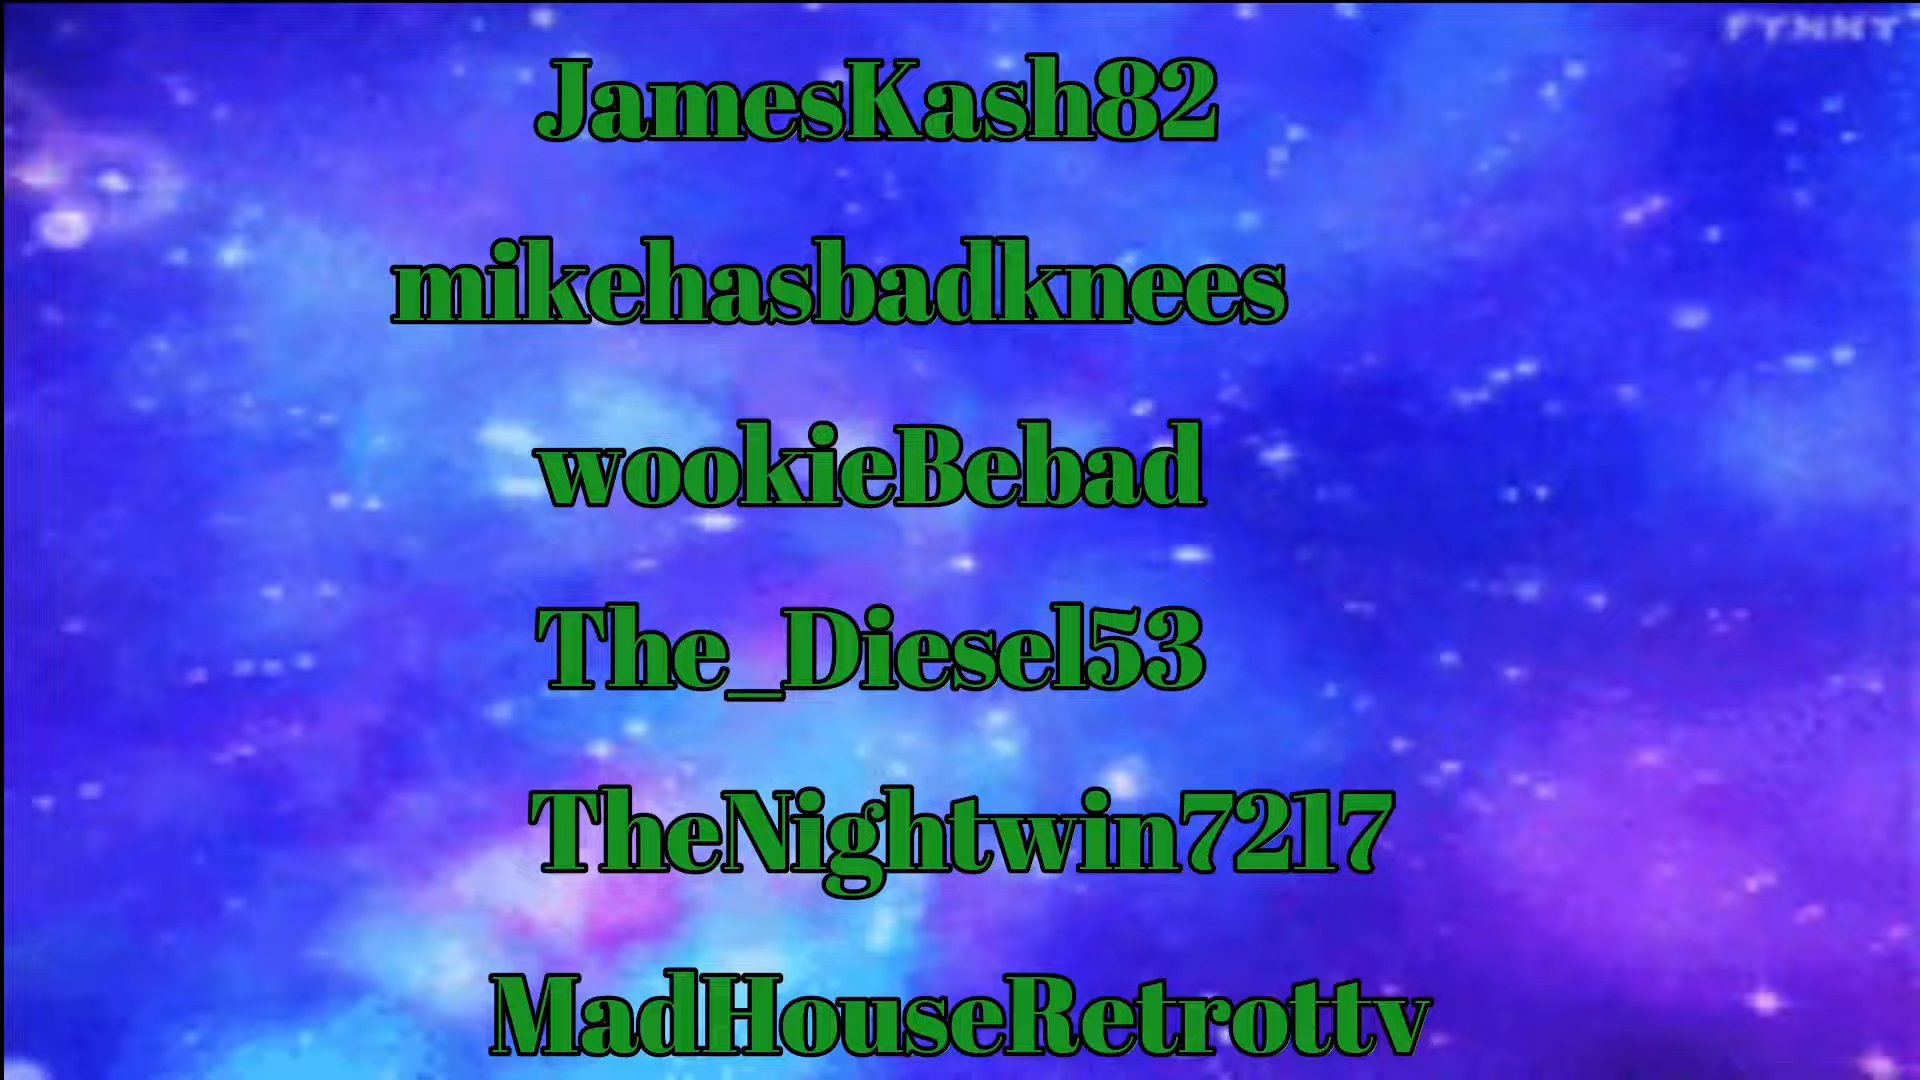 JamesKash82
mikehasbadknees
wookieBebad
The_Diesel53
TheNightwin7217
MadHouseRetrottv